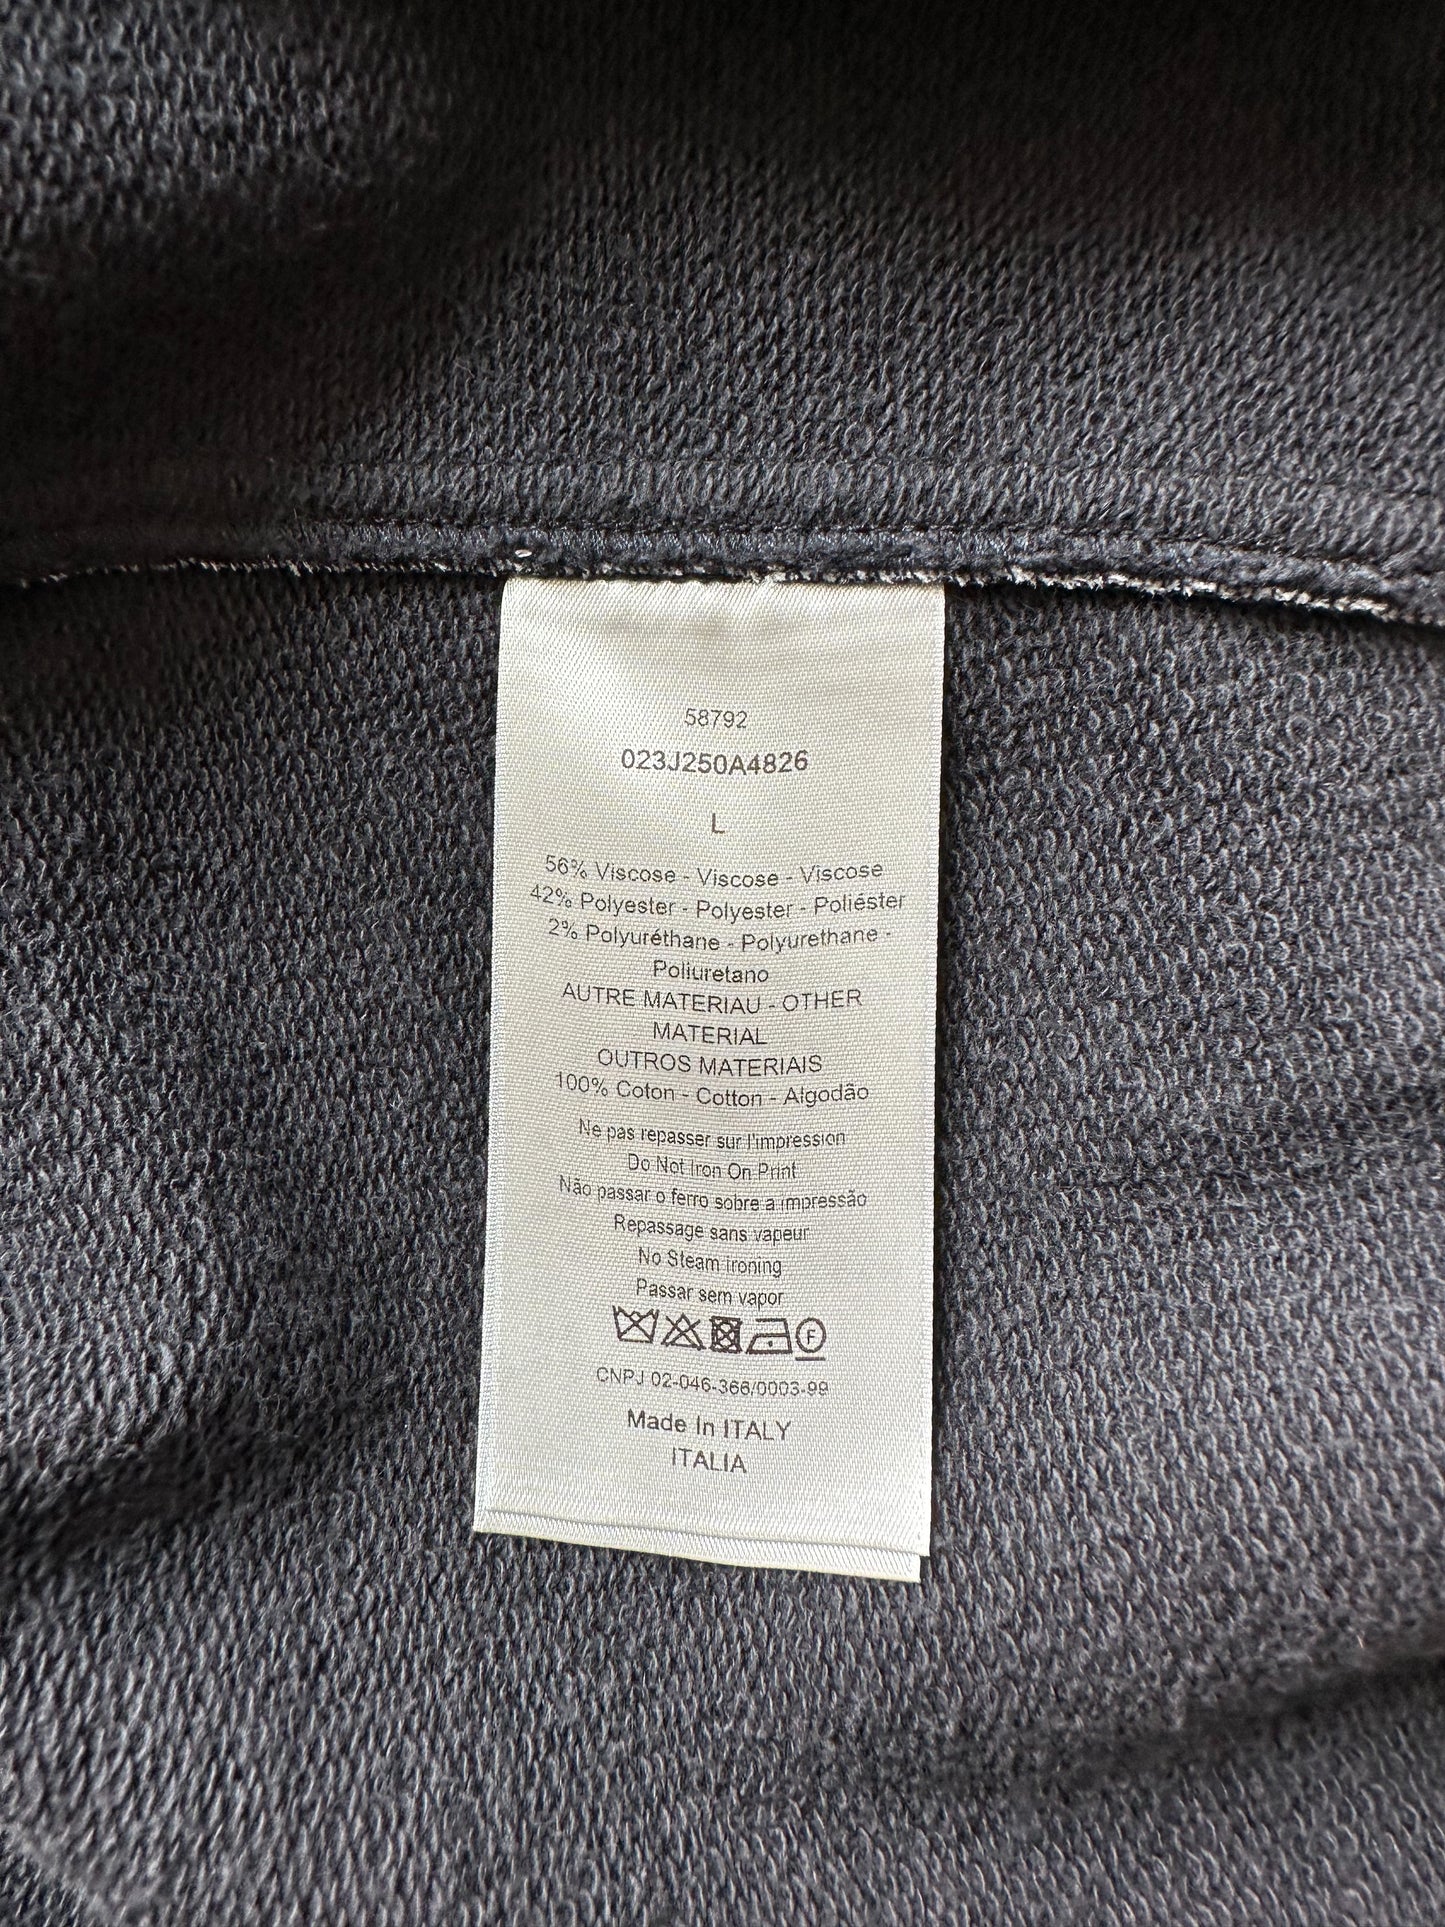 58792
023J250A4826
L
56% Viscose - Viscose - Viscose
42% Polyester - Polyester - Poliéster
2% Polyuréthane - Polyurethane -
Poliuretano
AUTRE MATERIAU - OTHER
MATERIAL
OUTROS MATERIAIS
100% Coton - Cotton - Algodão
Ne pas repasser sur l'impression
Do Not Iron On Print
Não passar o ferro sobre a impressão
Repassage sans vapeur
No Steam ironing
Passar sem vapor
F
CNPJ 02-046-366/0003-99
Made In ITALY
ITALIA